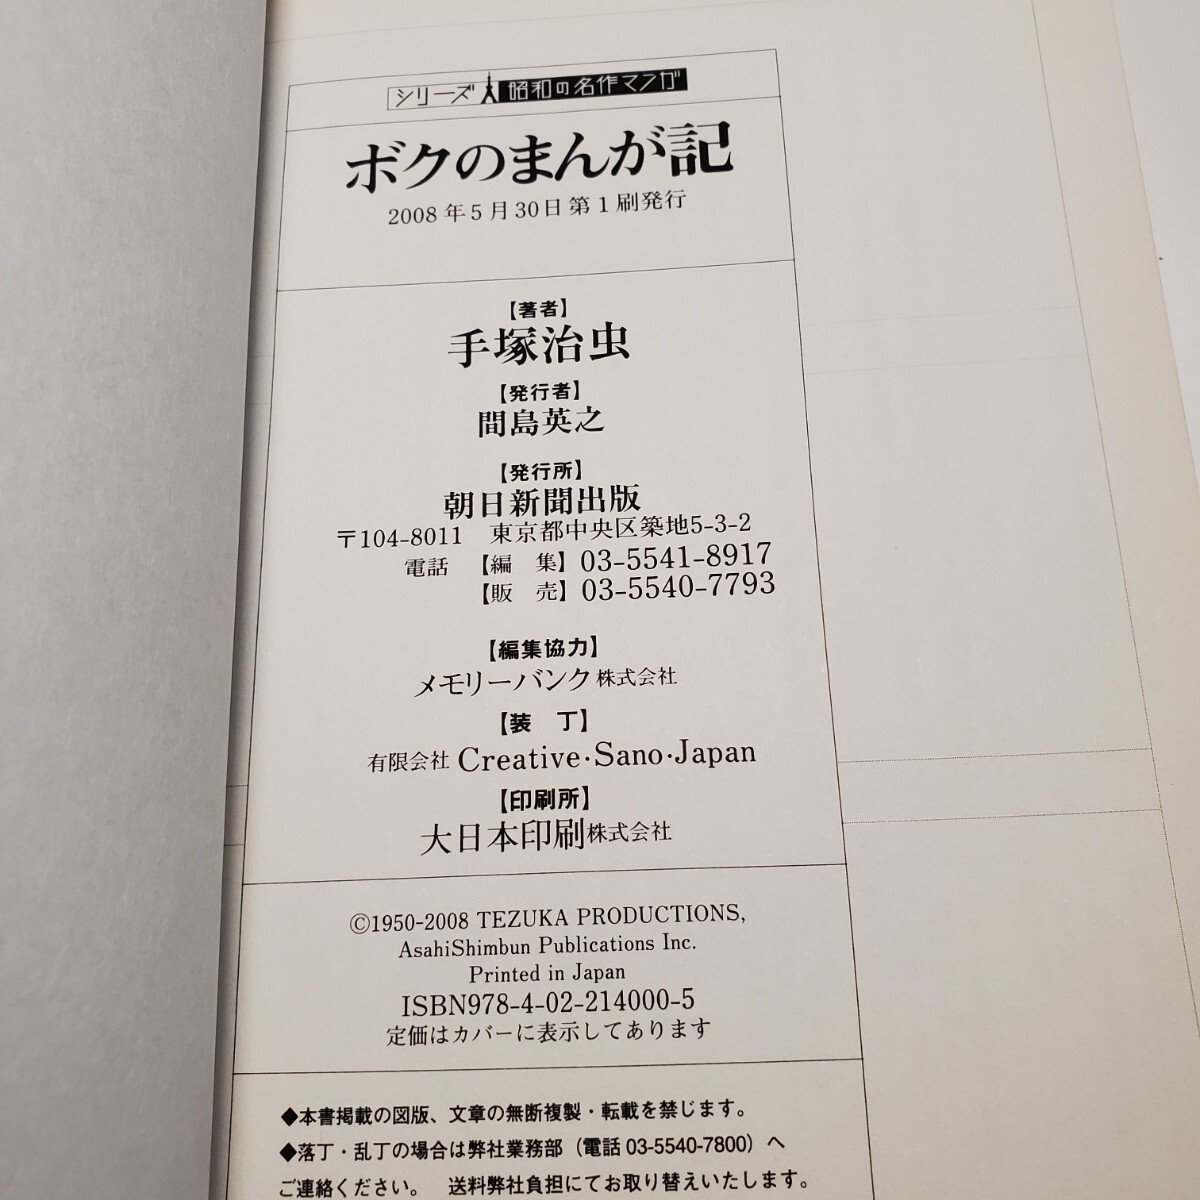 シリーズ 昭和の名作マンガ
ボクのまんが記
2008年5月30日第1刷発行
【著者】
手塚治虫
【発行者】
間島英之
【発行所】
朝日新聞出版
〒104-8011 東京都中央区築地5-3-2
電話 【編 集】 03-5541-8917
【販 売】 03-5540-7793
【編集協力】
メモリーバンク株式会社
【装 丁】
有限会社 Creative・Sano・Japan
【印刷所】
大日本印刷株式会社
©1950-2008 TEZUKA PRODUCTIONS,
AsahiShimbun Publications Inc.
Printed in Japan
ISBN978-4-02-214000-5
定価はカバーに表示してあります
◆本書掲載の図版、文章の無断複製・転載を禁じます。
◆落丁・乱丁の場合は弊社業務部（電話 03-5540-7800）へ
ご連絡ください。 送料弊社負担にてお取り替えいたします。